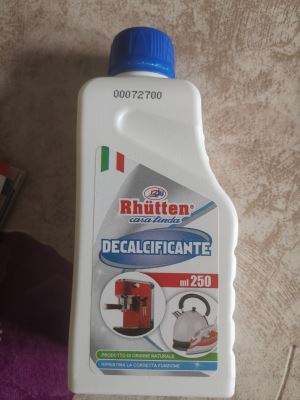 00072700
Rhütten®
casa linda
DECALCIFICANTE
ml 250
PRODOTTO DI ORIGINE NATURALE
RIPRISTINA LA CORRETTA FUNZIONE